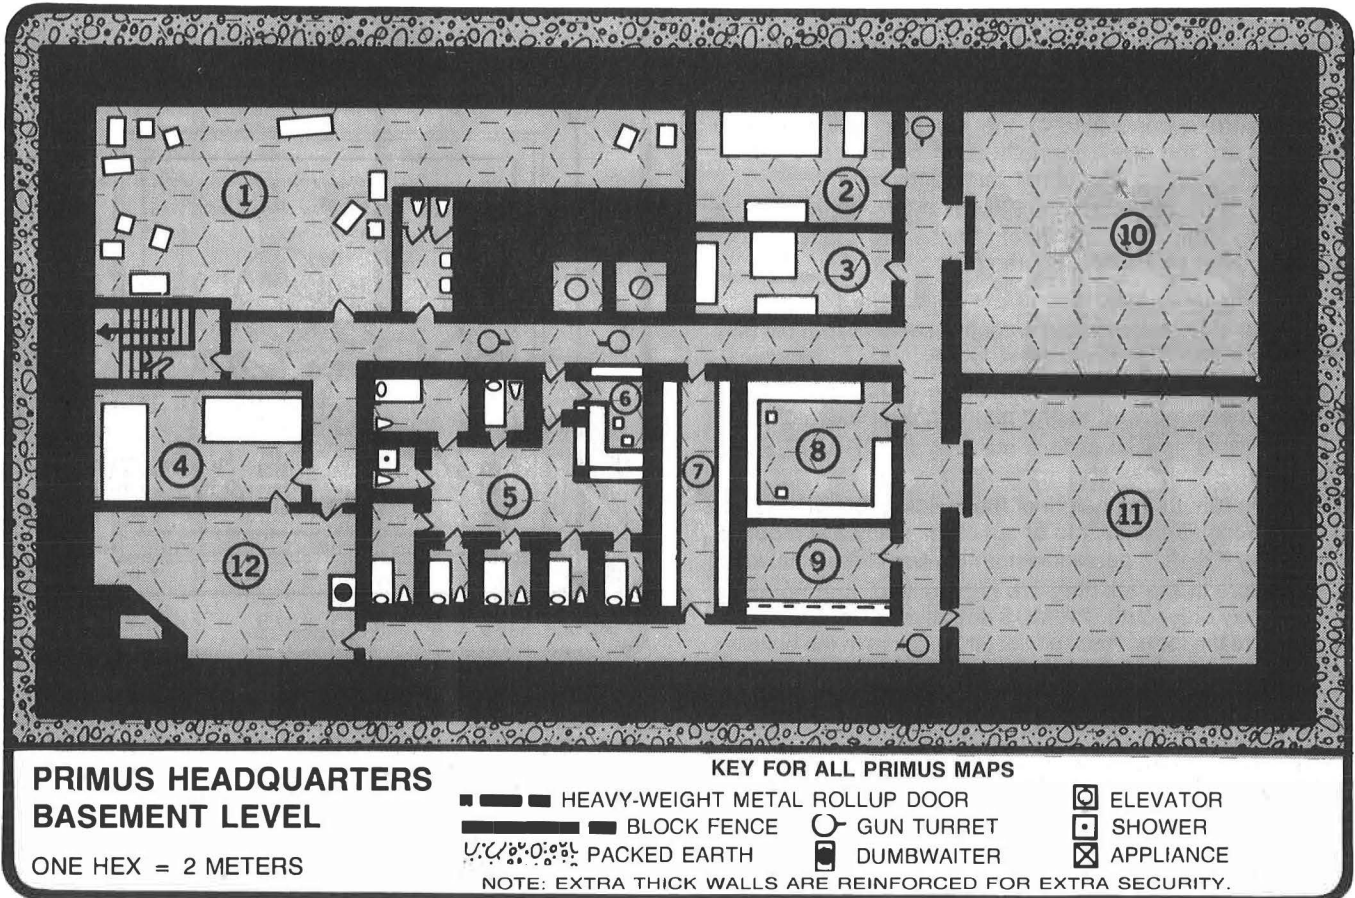 1
2
3
10
4
5
6
7
8
9
11
12
PRIMUS HEADQUARTERS
BASEMENT LEVEL
ONE HEX = 2 METERS
KEY FOR ALL PRIMUS MAPS
HEAVY-WEIGHT METAL ROLLUP DOOR
BLOCK FENCE
GUN TURRET
PACKED EARTH
DUMBWAITER
ELEVATOR
SHOWER
APPLIANCE
NOTE: EXTRA THICK WALLS ARE REINFORCED FOR EXTRA SECURITY.